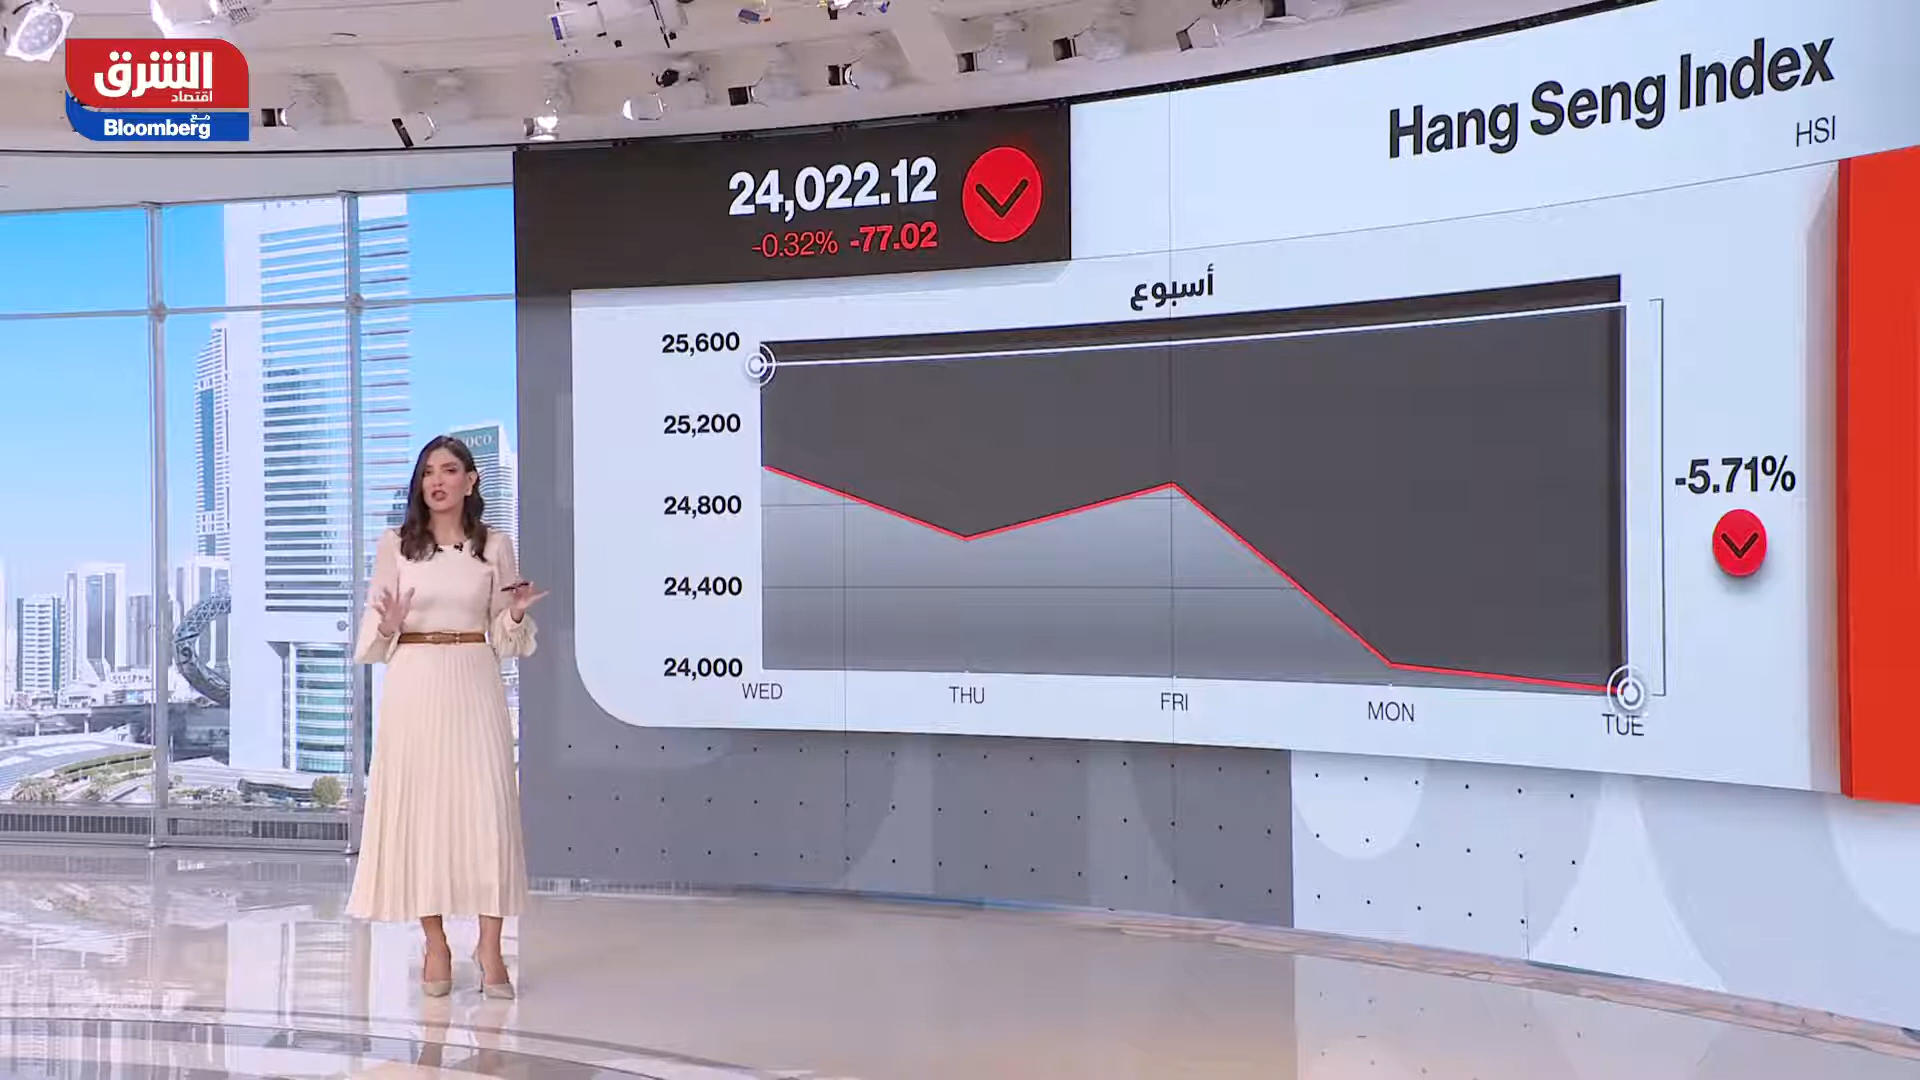 الشرق
اقتصاد
مع
Bloomberg
Hang Seng Index
HSI
24,022.12
-0.32% -77.02
أسبوع
25,600
25,200
24,800
24,400
24,000
WED
THU
FRI
MON
TUE
-5.71%